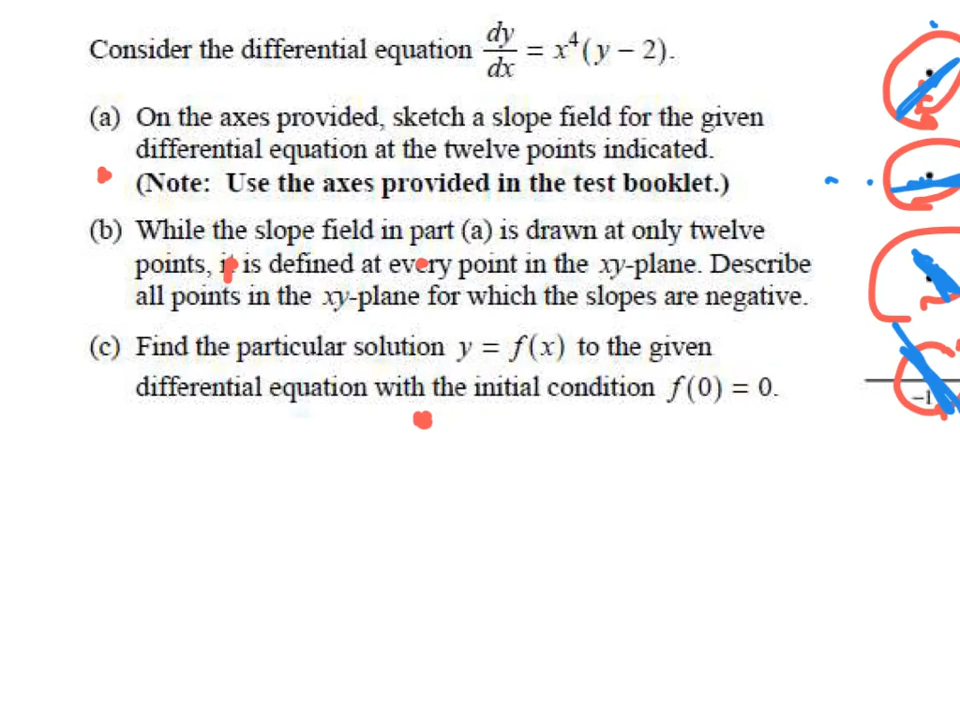 Consider the differential equation dy/dx = x⁴(y − 2).
(a) On the axes provided, sketch a slope field for the given
differential equation at the twelve points indicated.
(Note: Use the axes provided in the test booklet.)
(b) While the slope field in part (a) is drawn at only twelve
points, it is defined at every point in the xy-plane. Describe
all points in the xy-plane for which the slopes are negative.
(c) Find the particular solution y = f(x) to the given
differential equation with the initial condition f(0) = 0.
−1